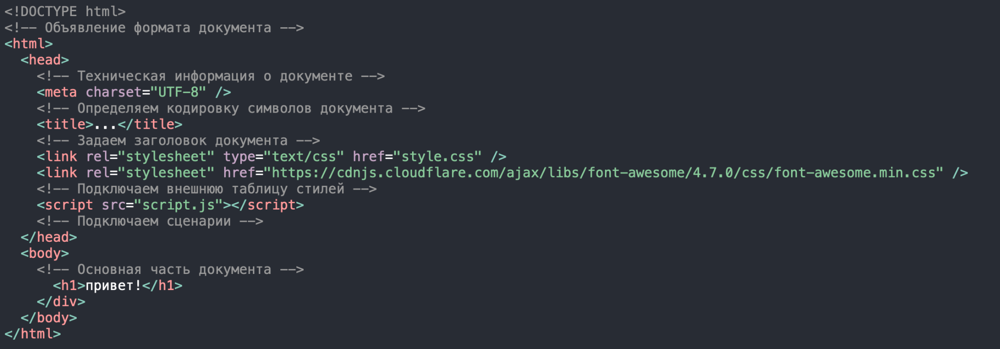 <!DOCTYPE html>
<!-- Объявление формата документа -->
<html>
  <head>
    <!-- Техническая информация о документе -->
    <meta charset="UTF-8" />
    <!-- Определяем кодировку символов документа -->
    <title>...</title>
    <!-- Задаем заголовок документа -->
    <link rel="stylesheet" type="text/css" href="style.css" />
    <link rel="stylesheet" href="https://cdnjs.cloudflare.com/ajax/libs/font-awesome/4.7.0/css/font-awesome.min.css" />
    <!-- Подключаем внешнюю таблицу стилей -->
    <script src="script.js"></script>
    <!-- Подключаем сценарии -->
  </head>
  <body>
    <!-- Основная часть документа -->
      <h1>привет!</h1>
    </div>
  </body>
</html>